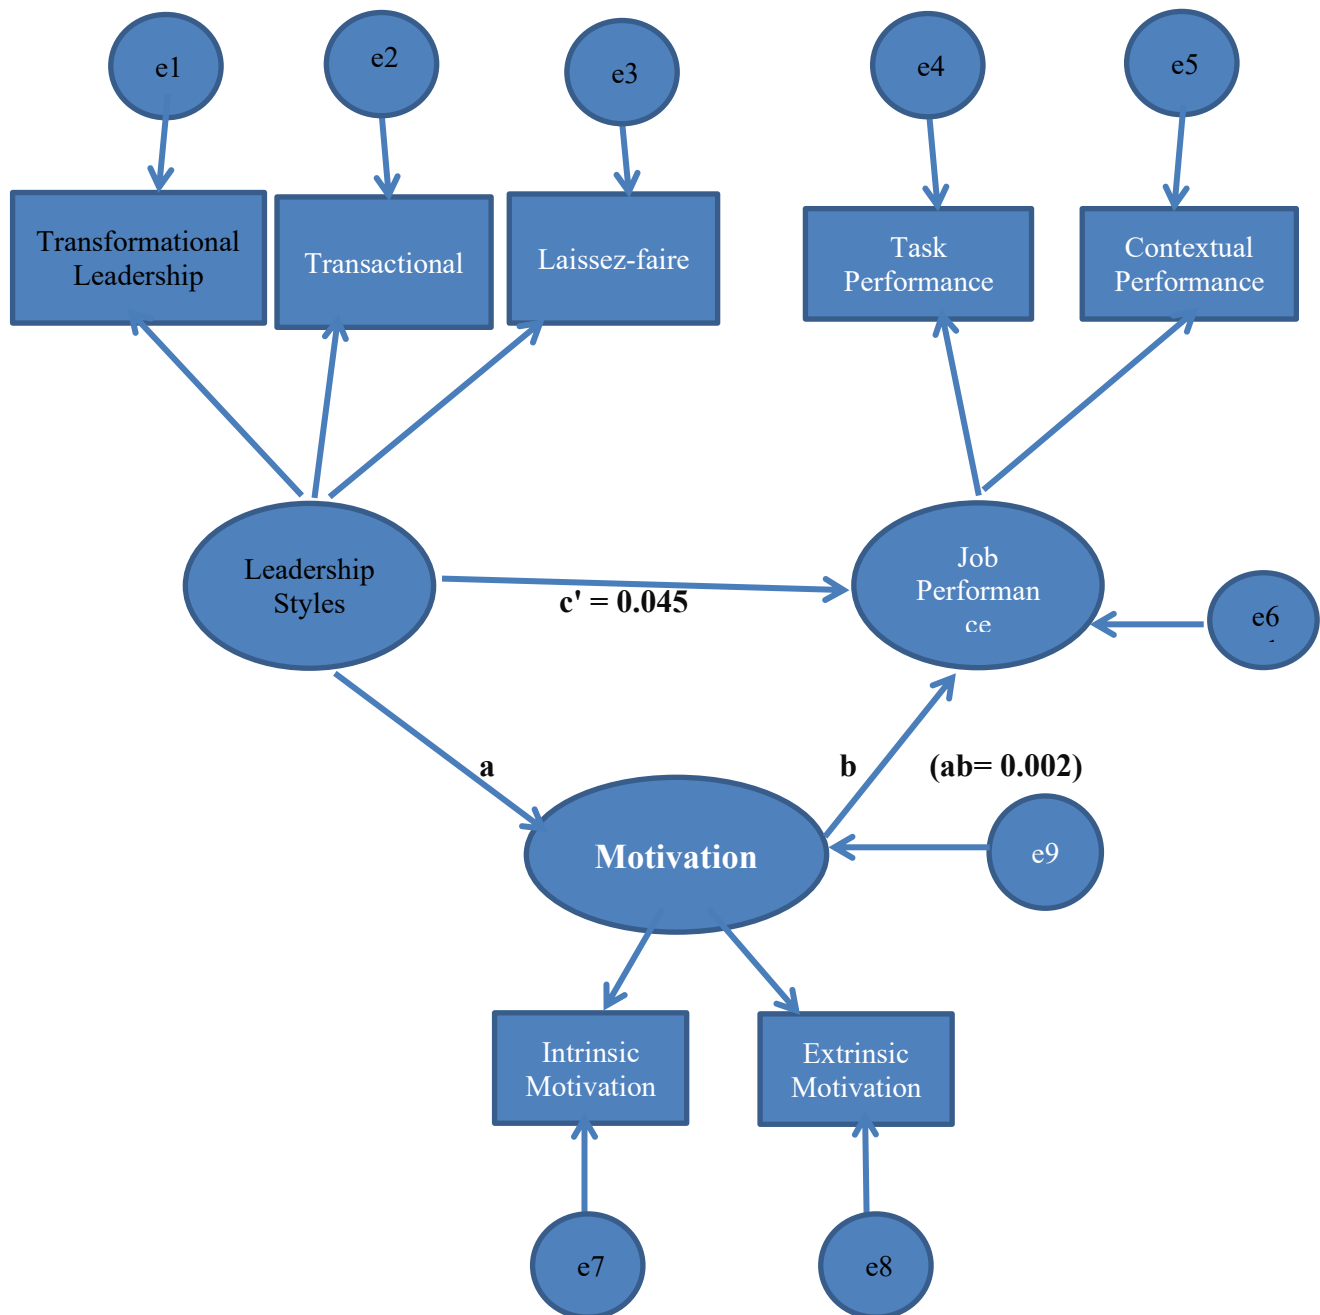 e1
e2
e3
e4
e5
Transformational
Leadership
Transactional
Laissez-faire
Task
Performance
Contextual
Performance
Leadership
Styles
c' = 0.045
Job
Performan
ce
e6
a
b
(ab= 0.002)
Motivation
e9
Intrinsic
Motivation
Extrinsic
Motivation
e7
e8